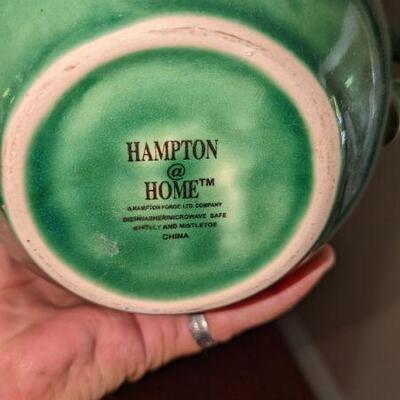 HAMPTON
@
HOME™
A HAMPTON FORGE LTD. COMPANY
DISHWASHER/MICROWAVE SAFE
HOLLY AND MISTLETOE
CHINA